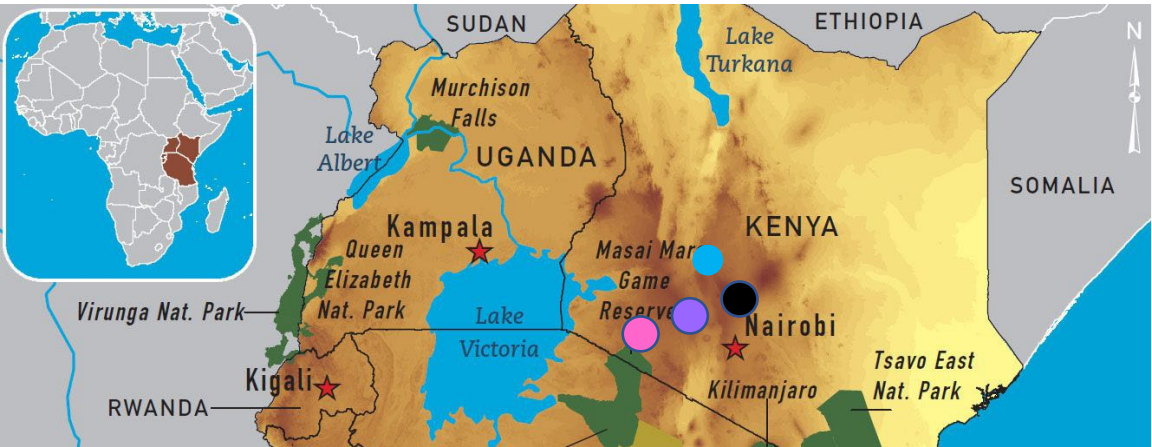 SUDAN
ETHIOPIA
N
Lake
Turkana
Murchison
Falls
Lake
Albert
UGANDA
SOMALIA
KENYA
Kampala
Queen
Elizabeth
Nat. Park
Masai Mara
Game
Reserve
Virunga Nat. Park
Lake
Victoria
Nairobi
Tsavo East
Nat. Park
Kigali
Kilimanjaro
RWANDA